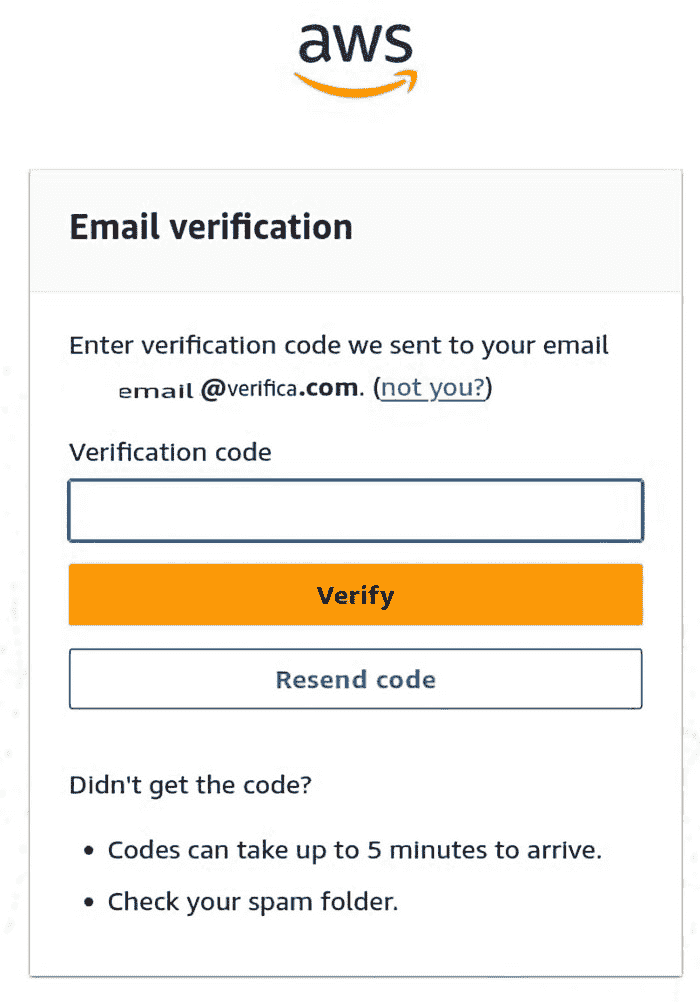 aws
Email verification
Enter verification code we sent to your email
email @verifica.com. (not you?)
Verification code
Verify
Resend code
Didn't get the code?
• Codes can take up to 5 minutes to arrive.
• Check your spam folder.